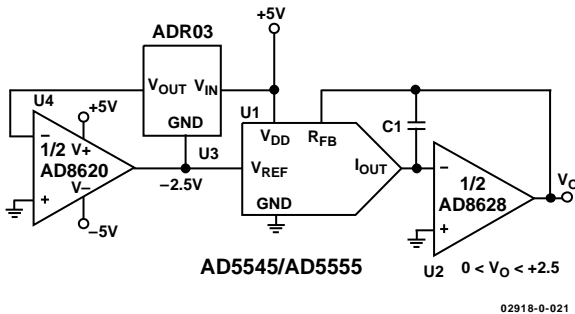 +5V
ADR03
VOUT VIN
GND
U4
+5V
–
V+
1/2
AD8620
V–
+
–5V
U3
–2.5V
U1
VDD
RFB
VREF
IOUT
GND
C1
–
1/2
AD8628
+
VO
U2
0 < VO < +2.5
AD5545/AD5555
02918-0-021